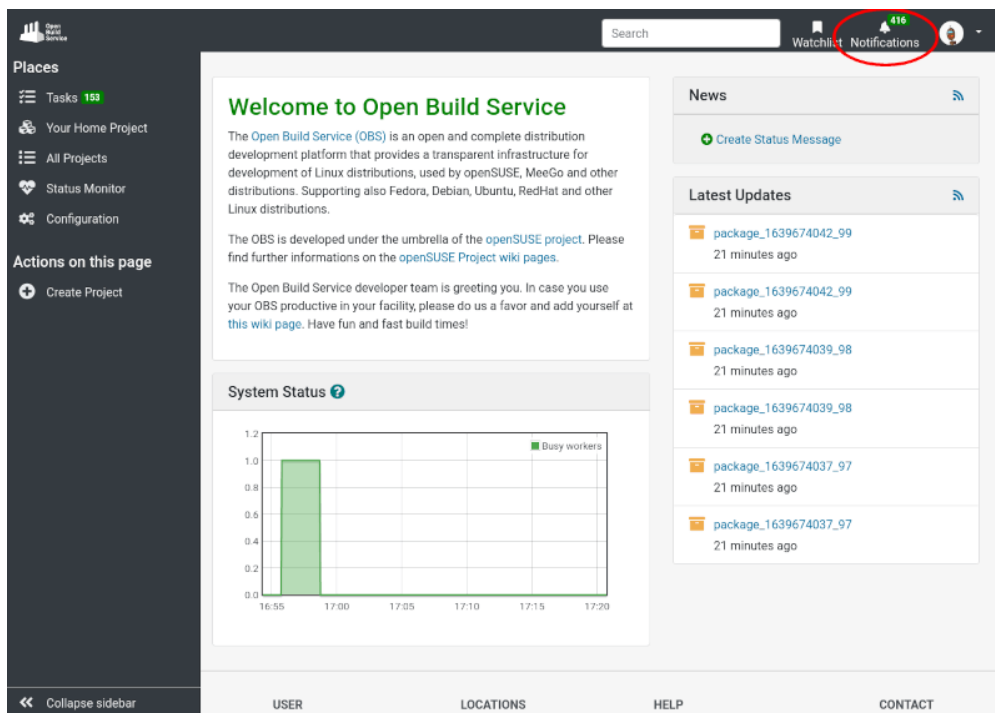 Open
Build
Service
Search
Watchlist
416
Notifications
Places
Tasks 153
Your Home Project
All Projects
Status Monitor
Configuration
Actions on this page
Create Project
Collapse sidebar
Welcome to Open Build Service
The Open Build Service (OBS) is an open and complete distribution
development platform that provides a transparent infrastructure for
development of Linux distributions, used by openSUSE, MeeGo and other
distributions. Supporting also Fedora, Debian, Ubuntu, RedHat and other
Linux distributions.
The OBS is developed under the umbrella of the openSUSE project. Please
find further informations on the openSUSE Project wiki pages.
The Open Build Service developer team is greeting you. In case you use
your OBS productive in your facility, please do us a favor and add yourself at
this wiki page. Have fun and fast build times!
System Status
Busy workers
1.2
1.0
0.8
0.6
0.4
0.2
0.0
16:55 17:00 17:05 17:10 17:15 17:20
News
Create Status Message
Latest Updates
package_1639674042_99
21 minutes ago
package_1639674042_99
21 minutes ago
package_1639674039_98
21 minutes ago
package_1639674039_98
21 minutes ago
package_1639674037_97
21 minutes ago
package_1639674037_97
21 minutes ago
USER LOCATIONS HELP CONTACT